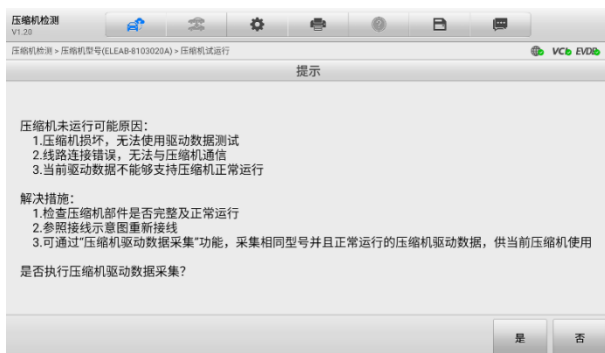 压缩机检测
V1.20
压缩机检测 > 压缩机型号(ELEAB-8103020A) > 压缩机试运行
VCI EVDB
提示
压缩机未运行可能原因：
1.压缩机损坏，无法使用驱动数据测试
2.线路连接错误，无法与压缩机通信
3.当前驱动数据不能够支持压缩机正常运行
解决措施：
1.检查压缩机部件是否完整及正常运行
2.参照接线示意图重新接线
3.可通过“压缩机驱动数据采集”功能，采集相同型号并且正常运行的压缩机驱动数据，供当前压缩机使用
是否执行压缩机驱动数据采集？
是 否